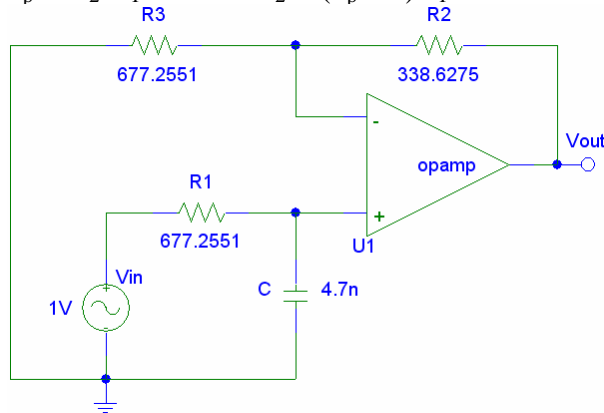 R3
R2
677.2551
338.6275
-
opamp
Vout
R1
+
U1
677.2551
Vin
+
1V
-
C
4.7n